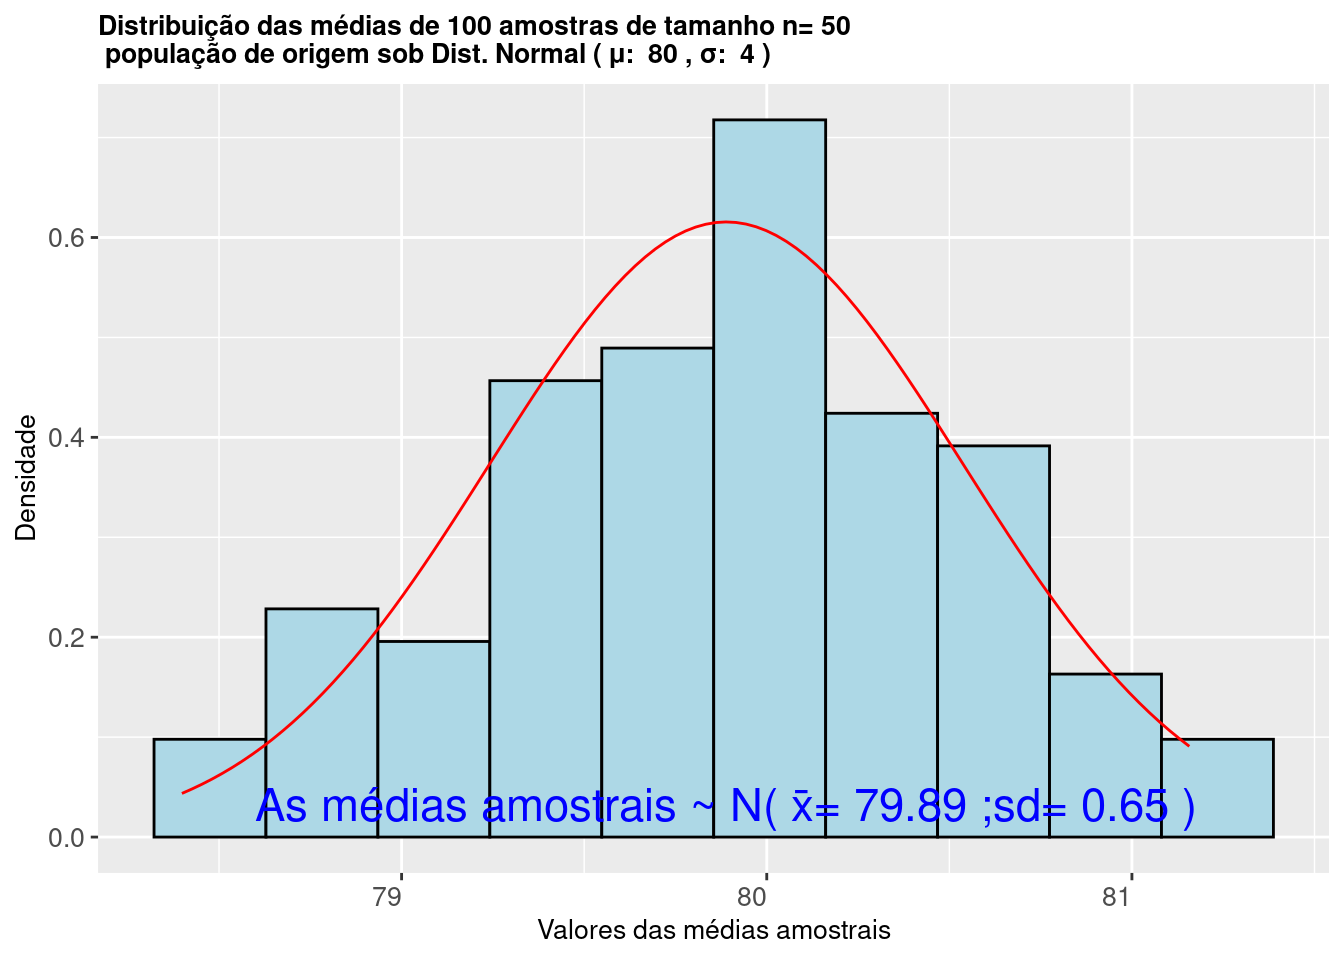 Distribuição das médias de 100 amostras de tamanho n= 50
população de origem sob Dist. Normal ( μ:  80 , σ:  4 )
Densidade
0.6
0.4
0.2
0.0
As médias amostrais ~ N( x̄= 79.89 ;sd= 0.65 )
79 80 81
Valores das médias amostrais